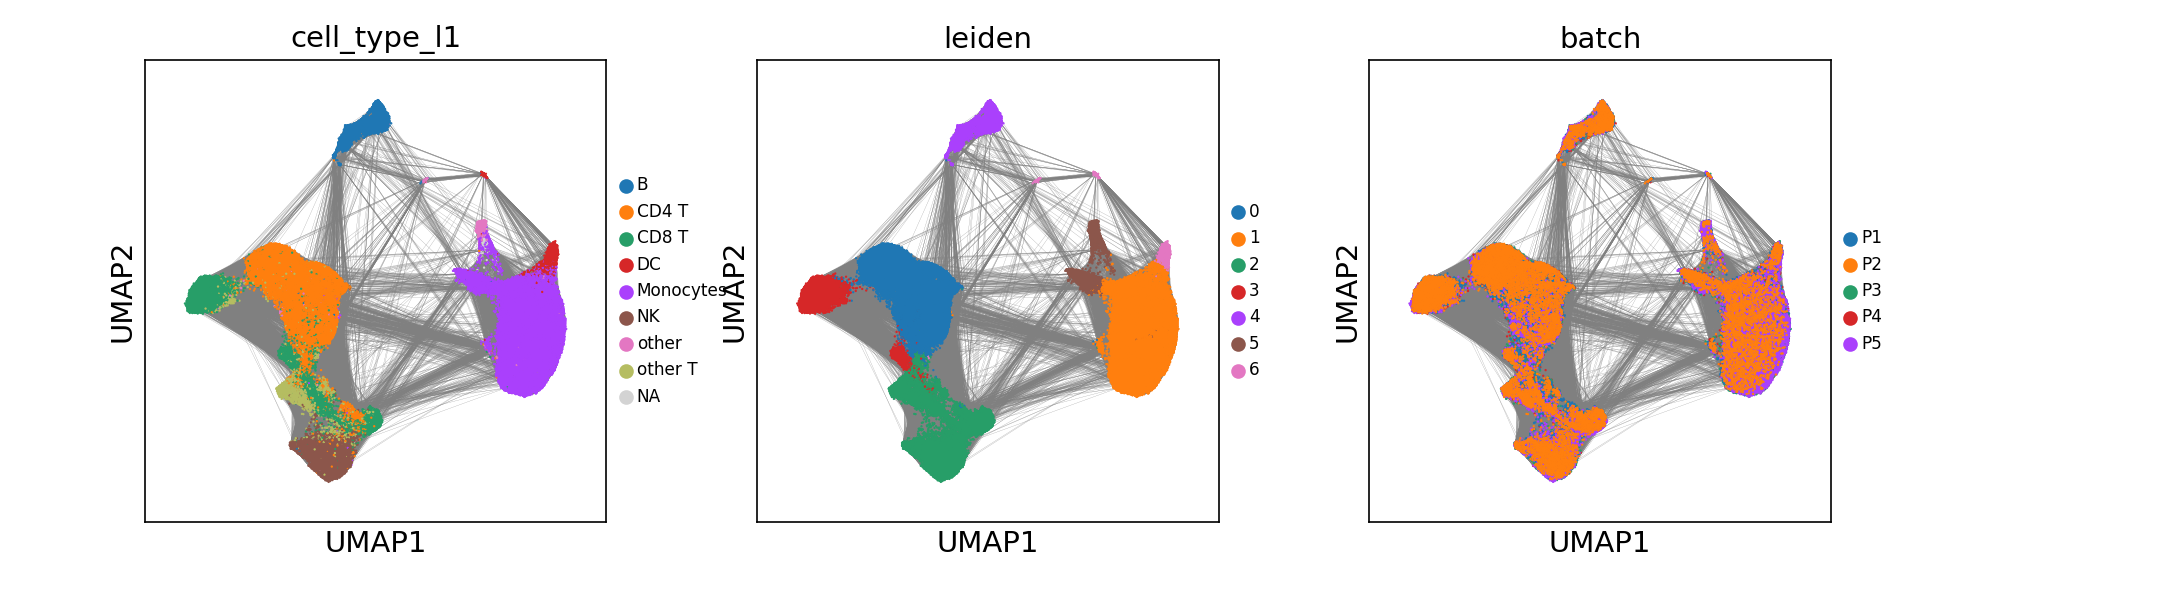 cell_type_l1
UMAP2
UMAP1
B
CD4 T
CD8 T
DC
Monocytes
NK
other
other T
NA
leiden
UMAP2
UMAP1
0
1
2
3
4
5
6
batch
UMAP2
UMAP1
P1
P2
P3
P4
P5